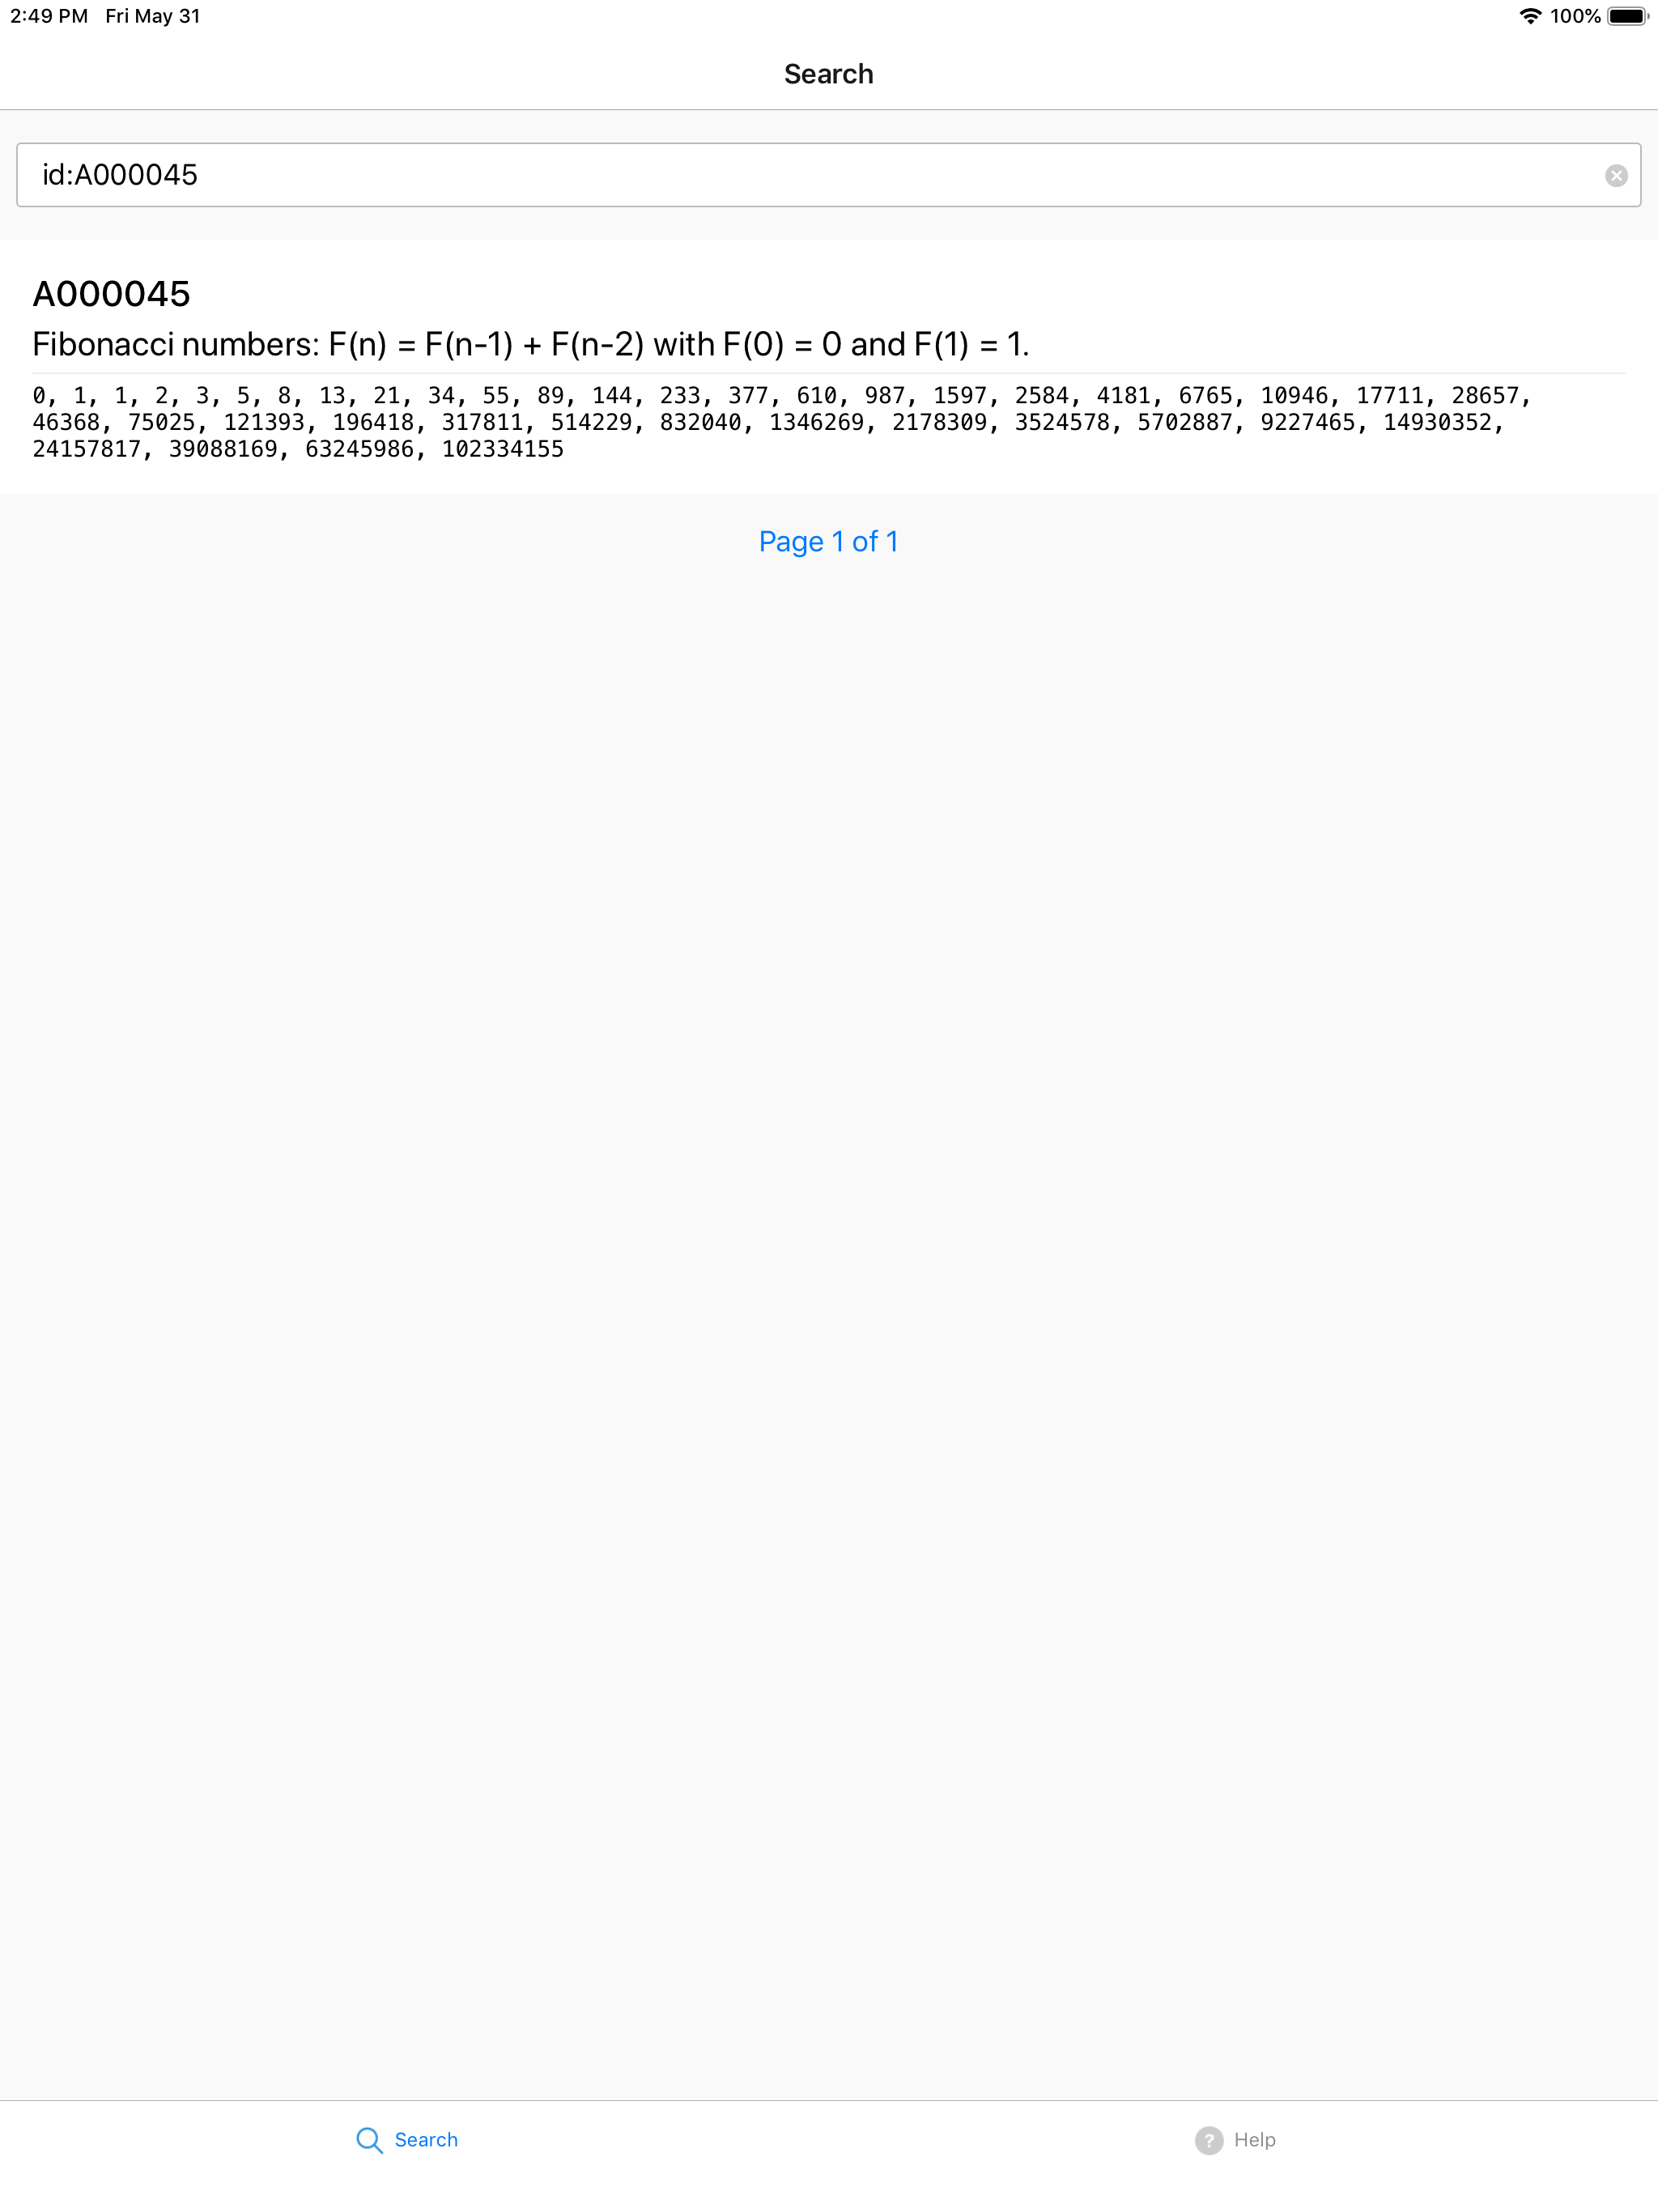 2:49 PM Fri May 31 100%
Search
id:A000045
A000045
Fibonacci numbers: F(n) = F(n-1) + F(n-2) with F(0) = 0 and F(1) = 1.
0, 1, 1, 2, 3, 5, 8, 13, 21, 34, 55, 89, 144, 233, 377, 610, 987, 1597, 2584, 4181, 6765, 10946, 17711, 28657,
46368, 75025, 121393, 196418, 317811, 514229, 832040, 1346269, 2178309, 3524578, 5702887, 9227465, 14930352,
24157817, 39088169, 63245986, 102334155
Page 1 of 1
Search ? Help